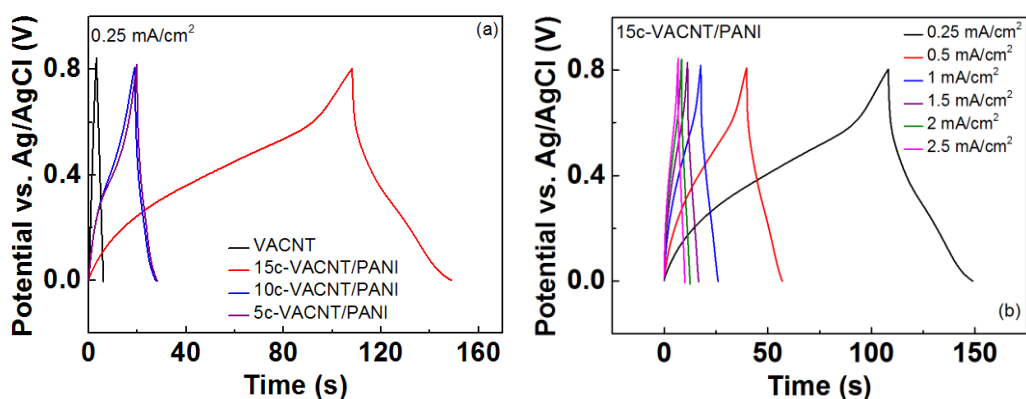 0.25 mA/cm²
(a)
Potential vs. Ag/AgCl (V)
0.8
0.4
0.0
VACNT
15c-VACNT/PANI
10c-VACNT/PANI
5c-VACNT/PANI
0 40 80 120 160
Time (s)
15c-VACNT/PANI
0.25 mA/cm²
0.5 mA/cm²
1 mA/cm²
1.5 mA/cm²
2 mA/cm²
2.5 mA/cm²
Potential vs. Ag/AgCl (V)
0.8
0.4
0.0
(b)
0 50 100 150
Time (s)